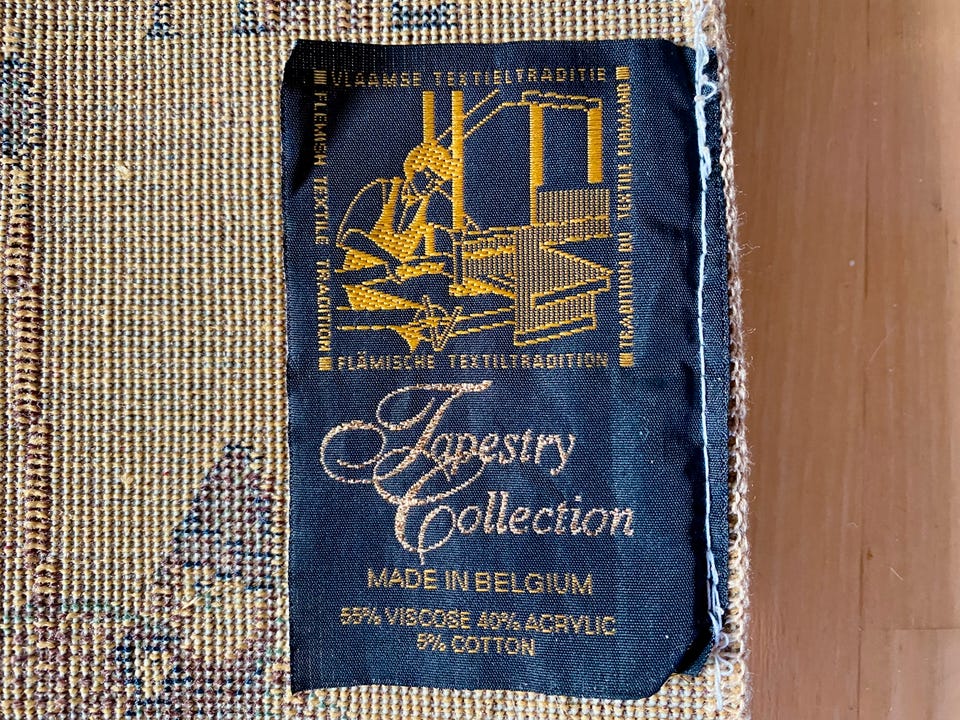 VLAAMSE TEXTIELTRADITIE
FLEMISH TEXTILE TRADITION
TRADITION DU TEXTILE FLAMAND
FLÄMISCHE TEXTILTRADITION
Tapestry
Collection
MADE IN BELGIUM
55% VISCOSE 40% ACRYLIC
5% COTTON